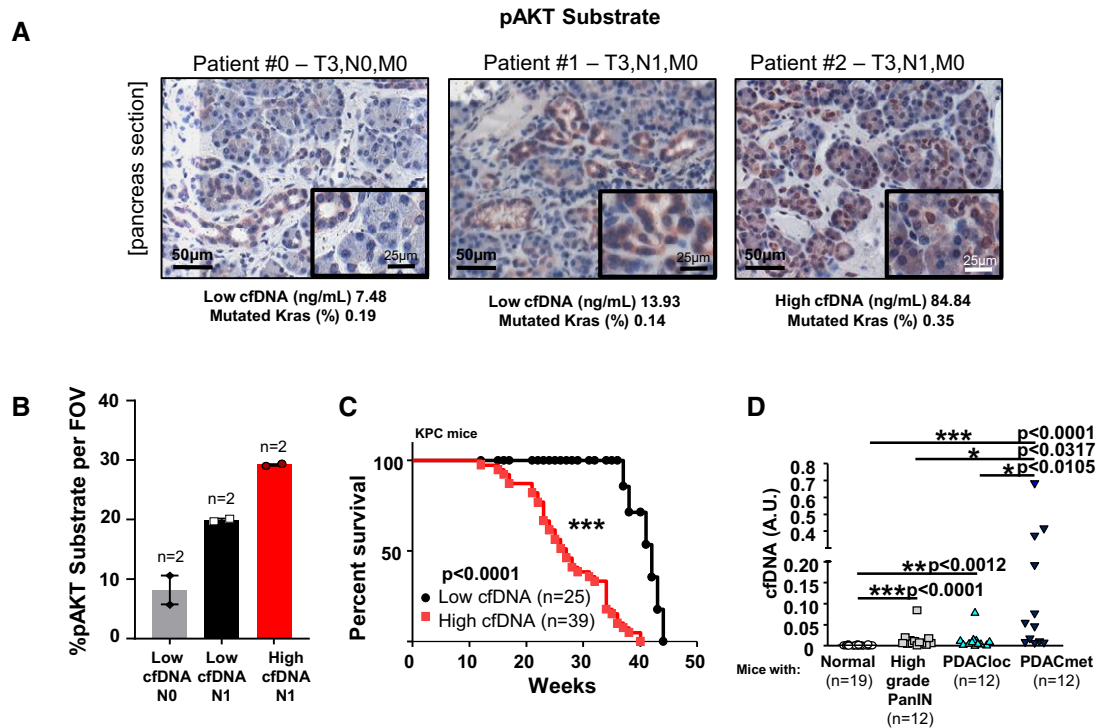 A
pAKT Substrate
Patient #0 – T3,N0,M0
Patient #1 – T3,N1,M0
Patient #2 – T3,N1,M0
[pancreas section]
50µm
25µm
50µm
25µm
50µm
25µm
Low cfDNA (ng/mL) 7.48
Mutated Kras (%) 0.19
Low cfDNA (ng/mL) 13.93
Mutated Kras (%) 0.14
High cfDNA (ng/mL) 84.84
Mutated Kras (%) 0.35
B
%pAKT Substrate per FOV
40
30
20
10
0
n=2
n=2
n=2
Low
cfDNA
N0
Low
cfDNA
N1
High
cfDNA
N1
C
KPC mice
Percent survival
100
50
0
10
20
30
40
50
Weeks
***
p<0.0001
Low cfDNA (n=25)
High cfDNA (n=39)
D
*** p<0.0001
* p<0.0317
* p<0.0105
cfDNA (A.U.)
0.8
0.7
0.5
0.4
0.2
0.20
0.15
0.10
0.05
0
** p<0.0012
*** p<0.0001
Mice with:
Normal
(n=19)
High
grade
PanIN
(n=12)
PDACloc
(n=12)
PDACmet
(n=12)